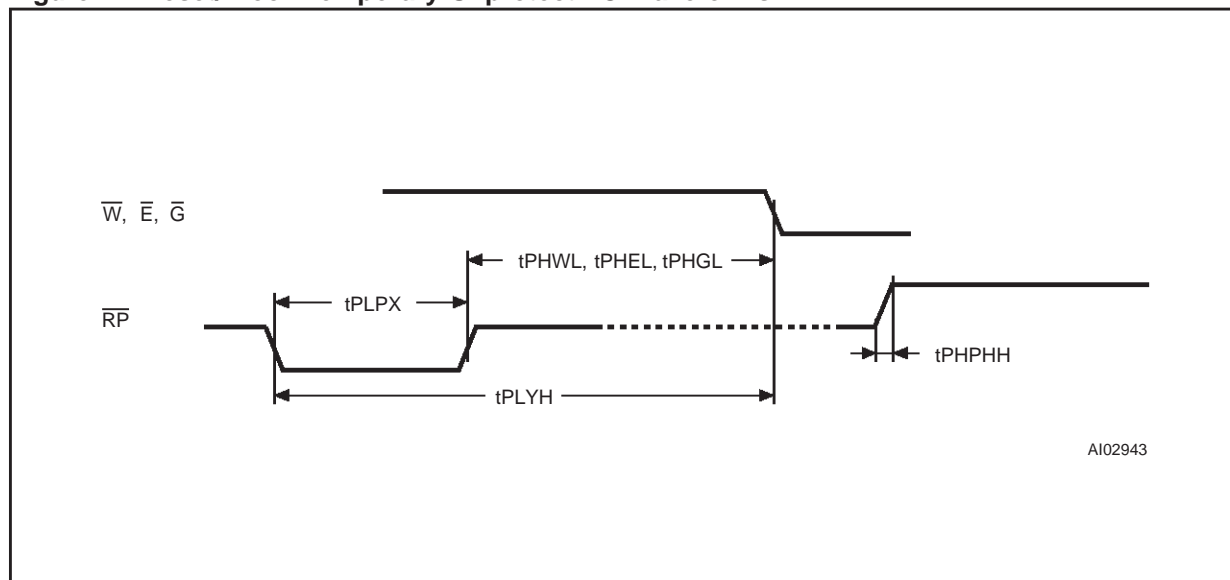 W, E, G
tPHWL, tPHEL, tPHGL
tPLPX
RP
tPHPHH
tPLYH
AI02943